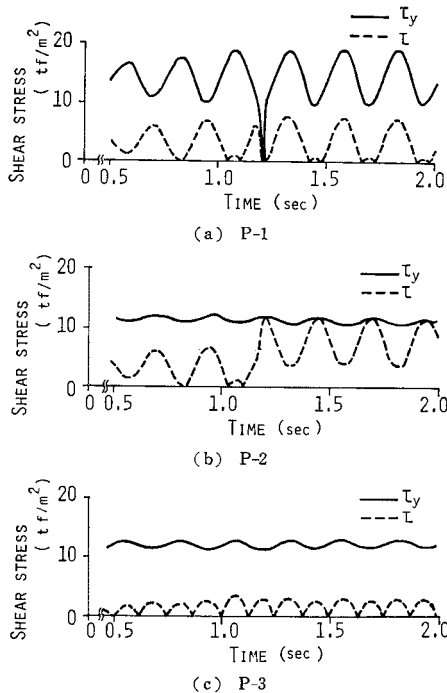 τy
τ
SHEAR STRESS
( tf/m²)
20
10
0
0 0.5 1.0 1.5 2.0
TIME (sec)
(a) P-1
τy
τ
SHEAR STRESS
( tf/m²)
20
10
0
0 0.5 1.0 1.5 2.0
TIME (sec)
(b) P-2
τy
τ
SHEAR STRESS
( tf/m²)
20
10
0
0 0.5 1.0 1.5 2.0
TIME (sec)
(c) P-3